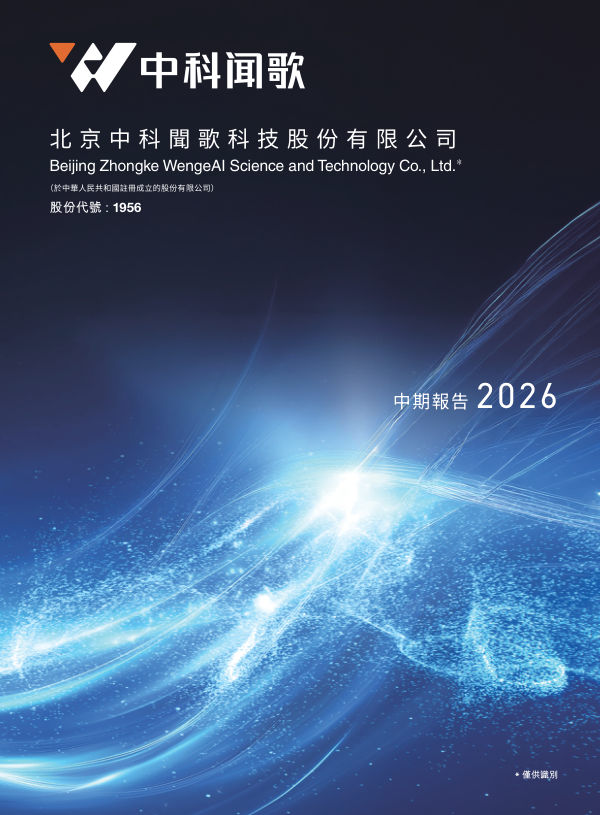 中科闻歌
北京中科聞歌科技股份有限公司
Beijing Zhongke WengeAI Science and Technology Co., Ltd.*
（於中華人民共和國註冊成立的股份有限公司）
股份代號：1956
中期報告 2026
* 僅供識別